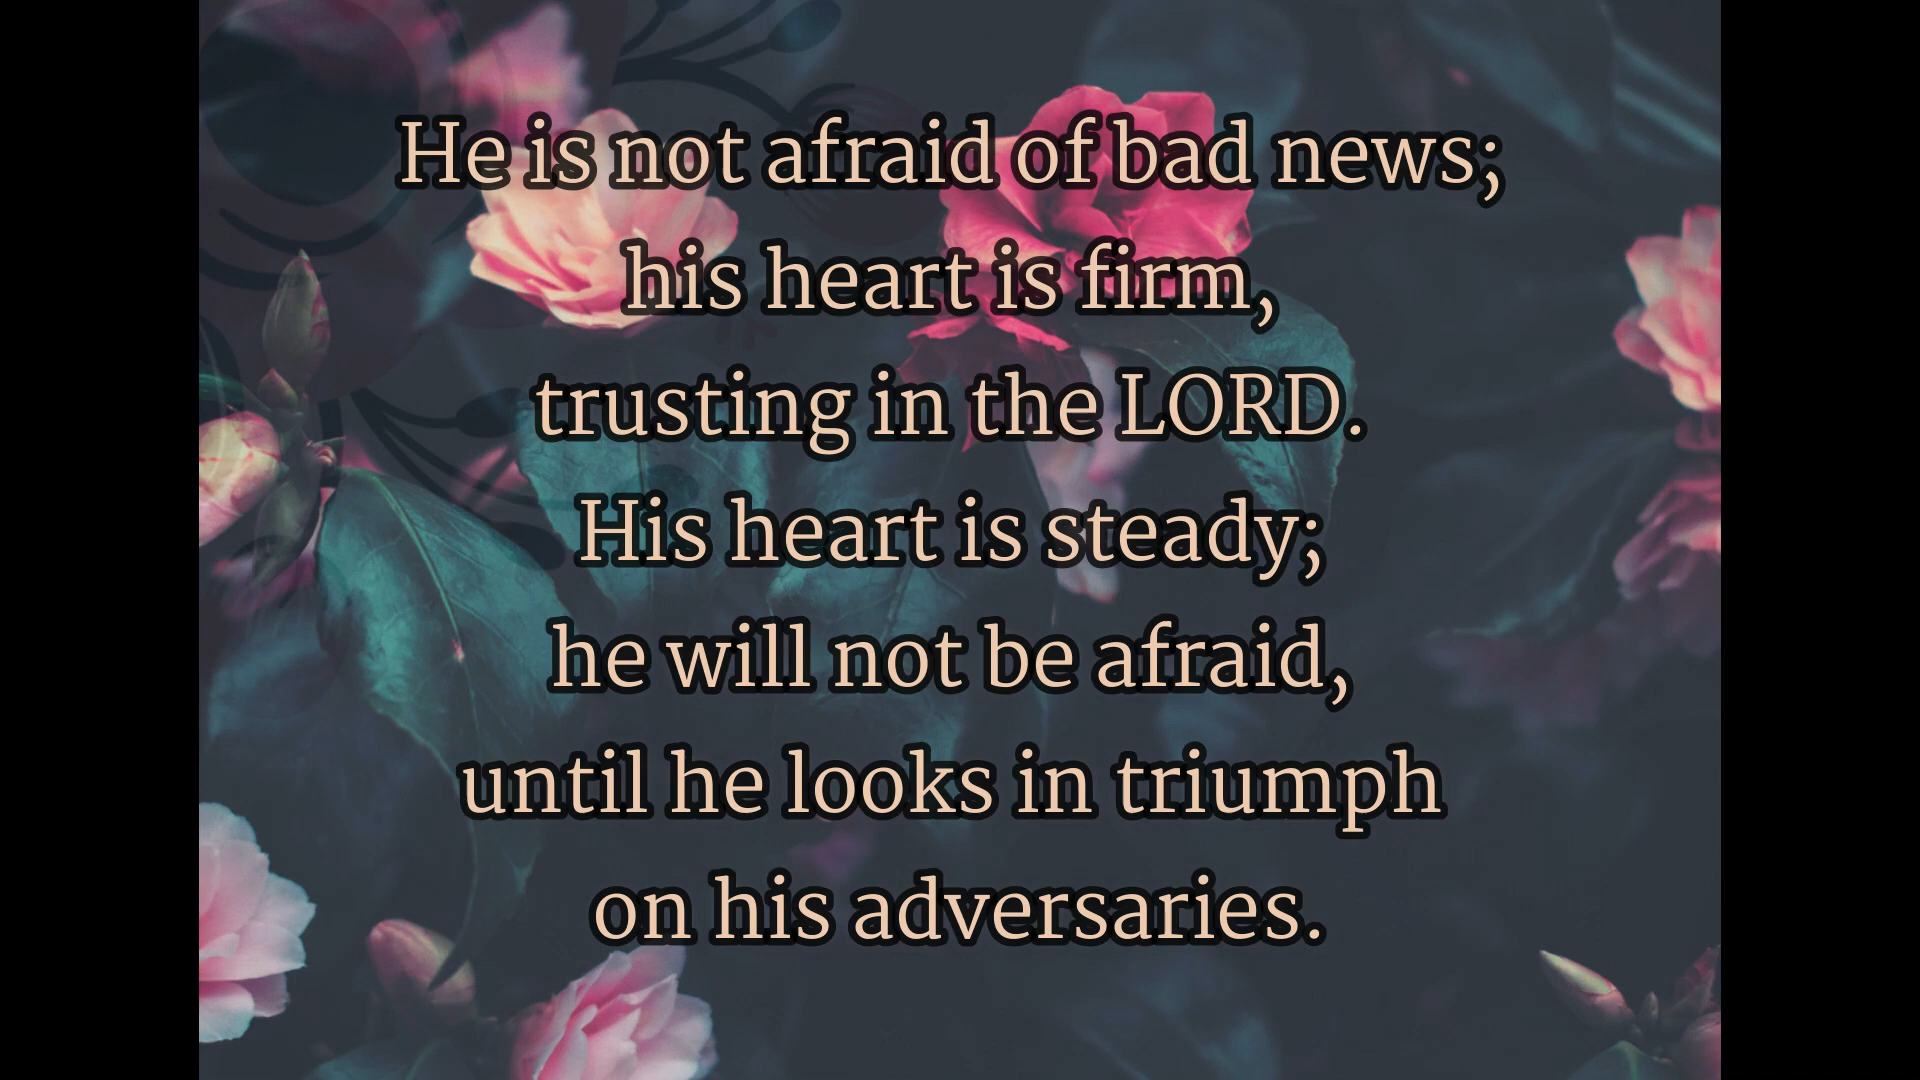 He is not afraid of bad news;
his heart is firm,
trusting in the LORD.
His heart is steady;
he will not be afraid,
until he looks in triumph
on his adversaries.